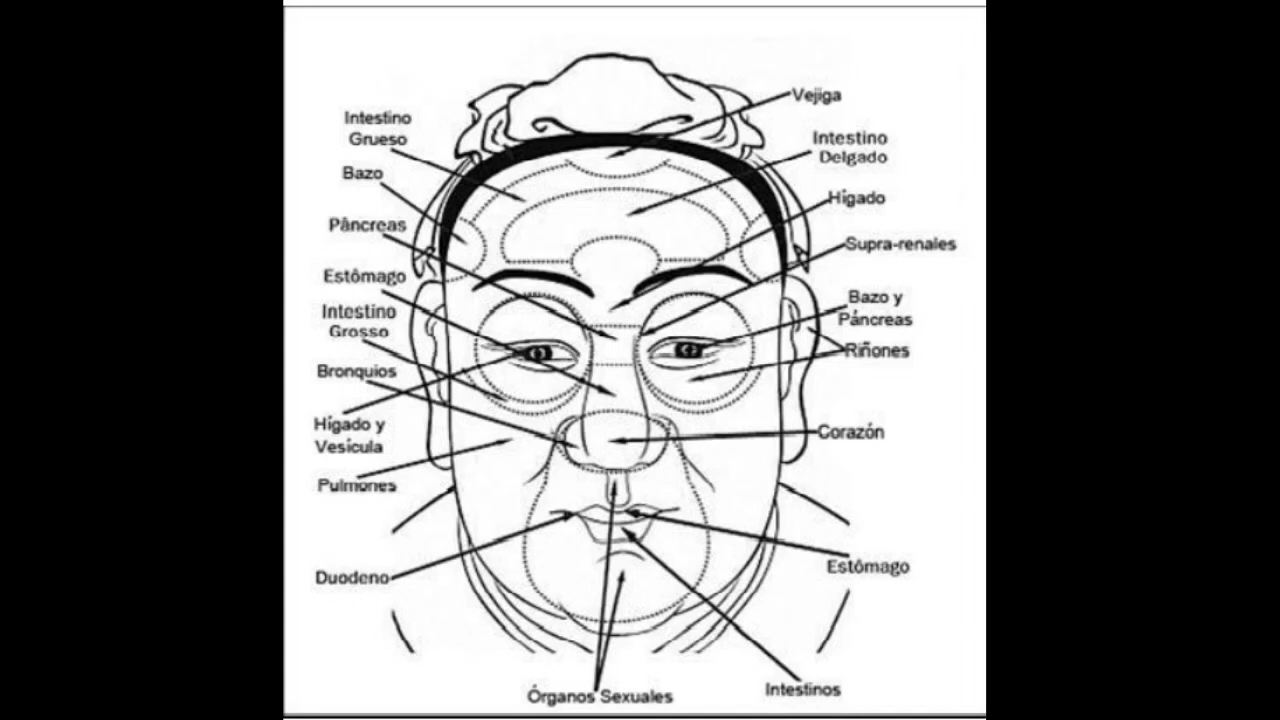 Vejiga
Intestino
Grueso
Intestino
Delgado
Bazo
Hígado
Pâncreas
Supra-renales
Estômago
Bazo y
Páncreas
Intestino
Grosso
Riñones
Bronquios
Hígado y
Vesícula
Corazón
Pulmones
Estômago
Duodeno
Intestinos
Órganos Sexuales